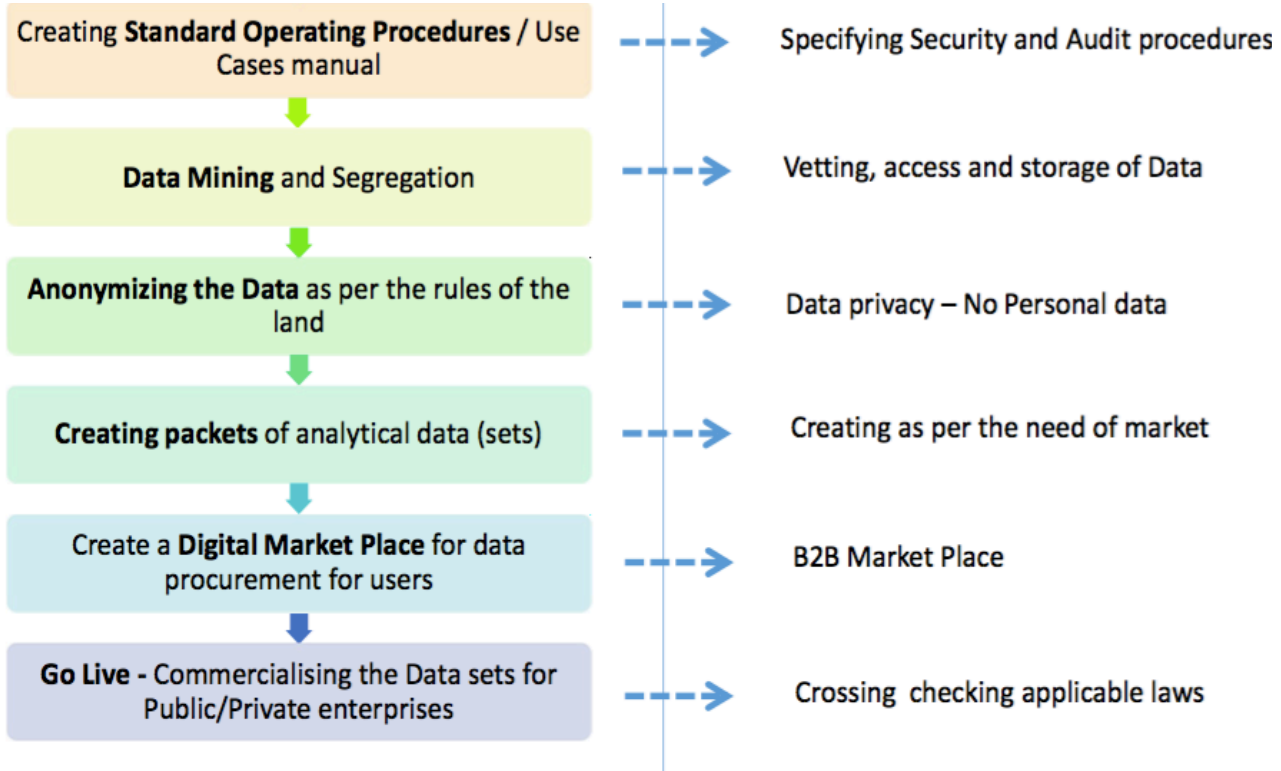 Creating Standard Operating Procedures / Use
Cases manual
Specifying Security and Audit procedures
Data Mining and Segregation
Vetting, access and storage of Data
Anonymizing the Data as per the rules of the
land
Data privacy – No Personal data
Creating packets of analytical data (sets)
Creating as per the need of market
Create a Digital Market Place for data
procurement for users
B2B Market Place
Go Live - Commercialising the Data sets for
Public/Private enterprises
Crossing  checking applicable laws